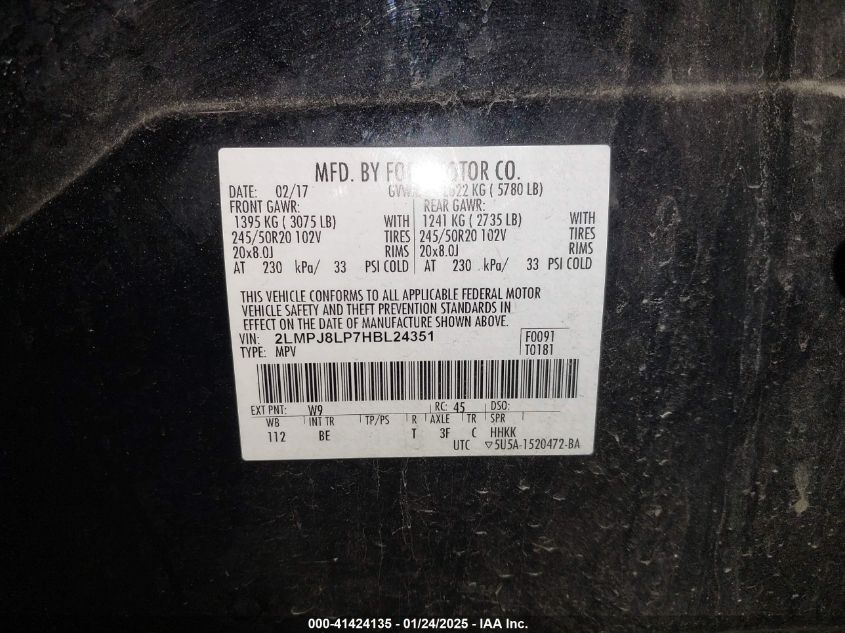 MFD. BY FO MOTOR CO.
DATE: 02/17 GVW 22 KG ( 5780 LB)
FRONT GAWR: REAR GAWR:
1395 KG ( 3075 LB) WITH 1241 KG ( 2735 LB) WITH
245/50R20 102V TIRES 245/50R20 102V TIRES
20x8.0J RIMS 20x8.0J RIMS
AT 230 kPa/ 33 PSI COLD AT 230 kPa/ 33 PSI COLD
THIS VEHICLE CONFORMS TO ALL APPLICABLE FEDERAL MOTOR
VEHICLE SAFETY AND THEFT PREVENTION STANDARDS IN
EFFECT ON THE DATE OF MANUFACTURE SHOWN ABOVE.
VIN: 2LMPJ8LP7HBL24351 F0091
TYPE: MPV T0181
EXT PNT: W9 RC: 45 DSO:
WB INT TR TP/PS R AXLE TR SPR
112 BE T 3F C HHKK
UTC ▽5U5A-1520472-BA
000-41424135 — 01/24/2025 — IAA Inc.